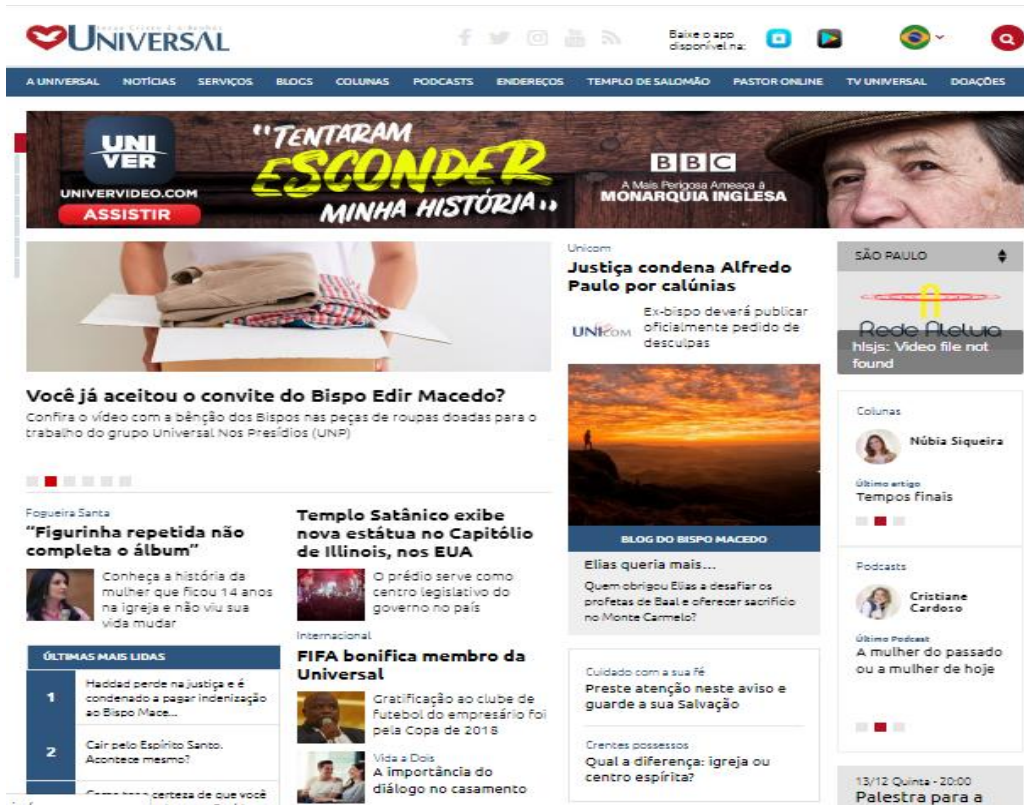 Jesus Cristo é o Senhor
UNIVERSAL
Baixe o app
disponível na:
A UNIVERSAL NOTÍCIAS SERVIÇOS BLOGS COLUNAS PODCASTS ENDEREÇOS TEMPLO DE SALOMÃO PASTOR ONLINE TV UNIVERSAL DOAÇÕES
UNI
VER
UNIVERVIDEO.COM
ASSISTIR
"TENTARAM
ESCONDER
MINHA HISTÓRIA"
BBC
A Mais Perigosa Ameaça à
MONARQUIA INGLESA
Você já aceitou o convite do Bispo Edir Macedo?
Confira o vídeo com a bênção dos Bispos nas peças de roupas doadas para o
trabalho do grupo Universal Nos Presídios (UNP)
Fogueira Santa
“Figurinha repetida não
completa o álbum”
Conheça a história da
mulher que ficou 14 anos
na igreja e não viu sua
vida mudar
ÚLTIMAS MAIS LIDAS
1
Haddad perde na justiça e é
condenado a pagar indenização
ao Bispo Mace...
2
Cair pelo Espírito Santo.
Acontece mesmo?
certeza de que você
Templo Satânico exibe
nova estátua no Capitólio
de Illinois, nos EUA
O prédio serve como
centro legislativo do
governo no país
Internacional
FIFA bonifica membro da
Universal
Gratificação ao clube de
futebol do empresário foi
pela Copa de 2018
Vida a Dois
A importância do
diálogo no casamento
Unicom
Justiça condena Alfredo
Paulo por calúnias
UNICOM
Ex-bispo deverá publicar
oficialmente pedido de
desculpas
BLOG DO BISPO MACEDO
Elias queria mais...
Quem obrigou Elias a desafiar os
profetas de Baal e oferecer sacrifício
no Monte Carmelo?
Cuidado com a sua fé
Preste atenção neste aviso e
guarde a sua Salvação
Crentes possessos
Qual a diferença: igreja ou
centro espírita?
SÃO PAULO
Rede Aleluia
hlsjs: Video file not
found
Colunas
Núbia Siqueira
Último artigo
Tempos finais
Podcasts
Cristiane
Cardoso
Último Podcast
A mulher do passado
ou a mulher de hoje
13/12 Quinta - 20:00
Palestra para a